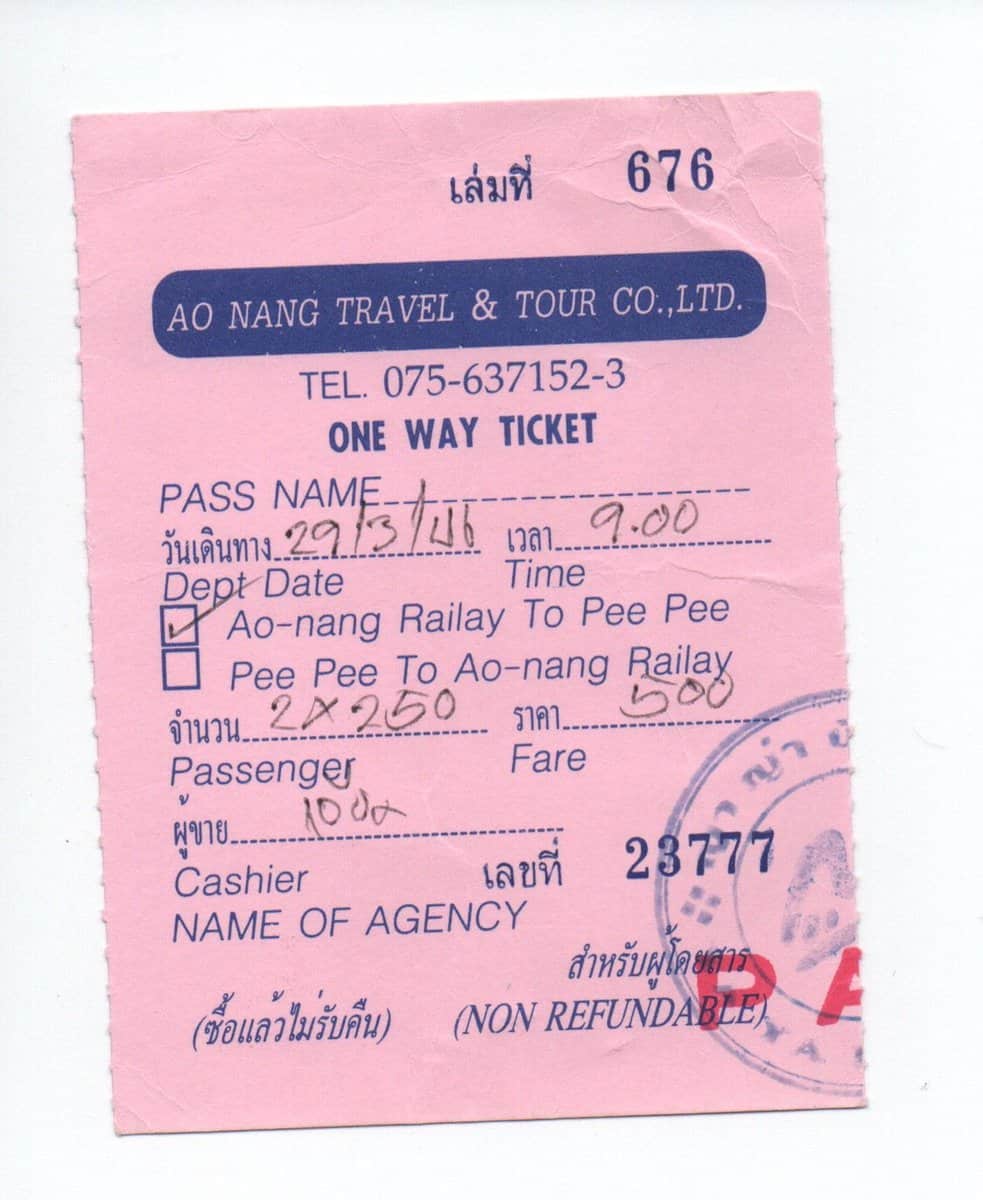 เล่มที่ 676
AO NANG TRAVEL & TOUR CO.,LTD.
TEL. 075-637152-3
ONE WAY TICKET
PASS NAME
วันเดินทาง 29/3/46 เวลา 9.00
Dept Date Time
Ao-nang Railay To Pee Pee
Pee Pee To Ao-nang Railay
จำนวน 2x250 ราคา 500
Passenger Fare
ผู้ขาย
Cashier เลขที่ 23777
NAME OF AGENCY
สำหรับผู้โดยสาร
(ซื้อแล้วไม่รับคืน) (NON REFUNDABLE)
P A